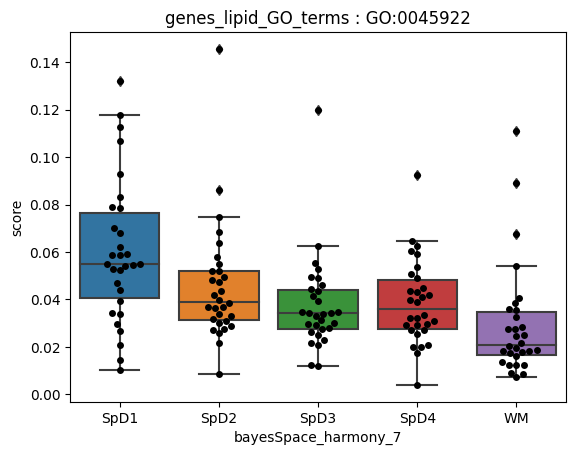 genes_lipid_GO_terms : GO:0045922
0.14
0.12
0.10
0.08
0.06
0.04
0.02
0.00
score
SpD1 SpD2 SpD3 SpD4 WM
bayesSpace_harmony_7